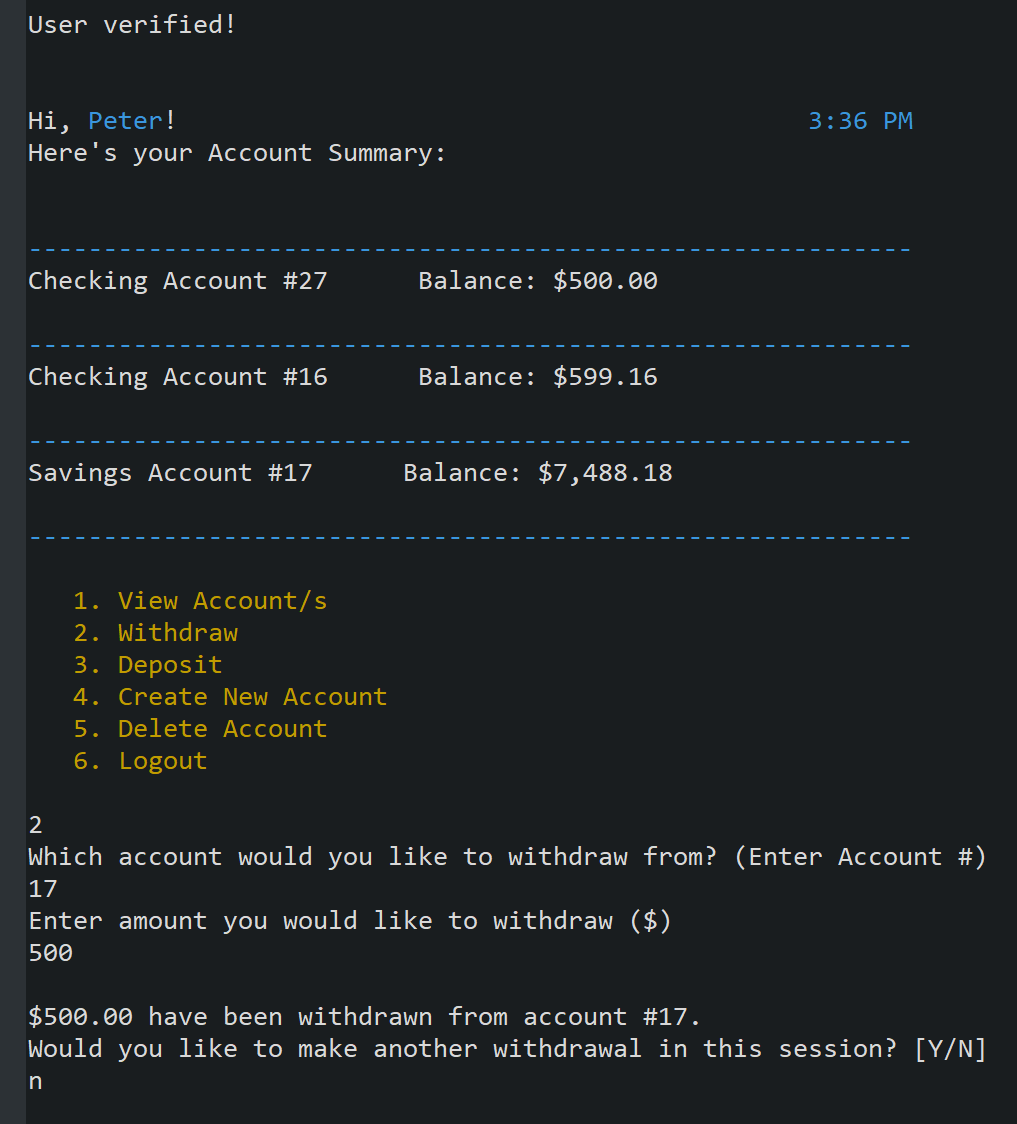 User verified!
Hi, Peter! 3:36 PM
Here's your Account Summary:
-----------------------------------------------------------
Checking Account #27 Balance: $500.00
-----------------------------------------------------------
Checking Account #16 Balance: $599.16
-----------------------------------------------------------
Savings Account #17 Balance: $7,488.18
-----------------------------------------------------------
1. View Account/s
2. Withdraw
3. Deposit
4. Create New Account
5. Delete Account
6. Logout
2
Which account would you like to withdraw from? (Enter Account #)
17
Enter amount you would like to withdraw ($)
500
$500.00 have been withdrawn from account #17.
Would you like to make another withdrawal in this session? [Y/N]
n